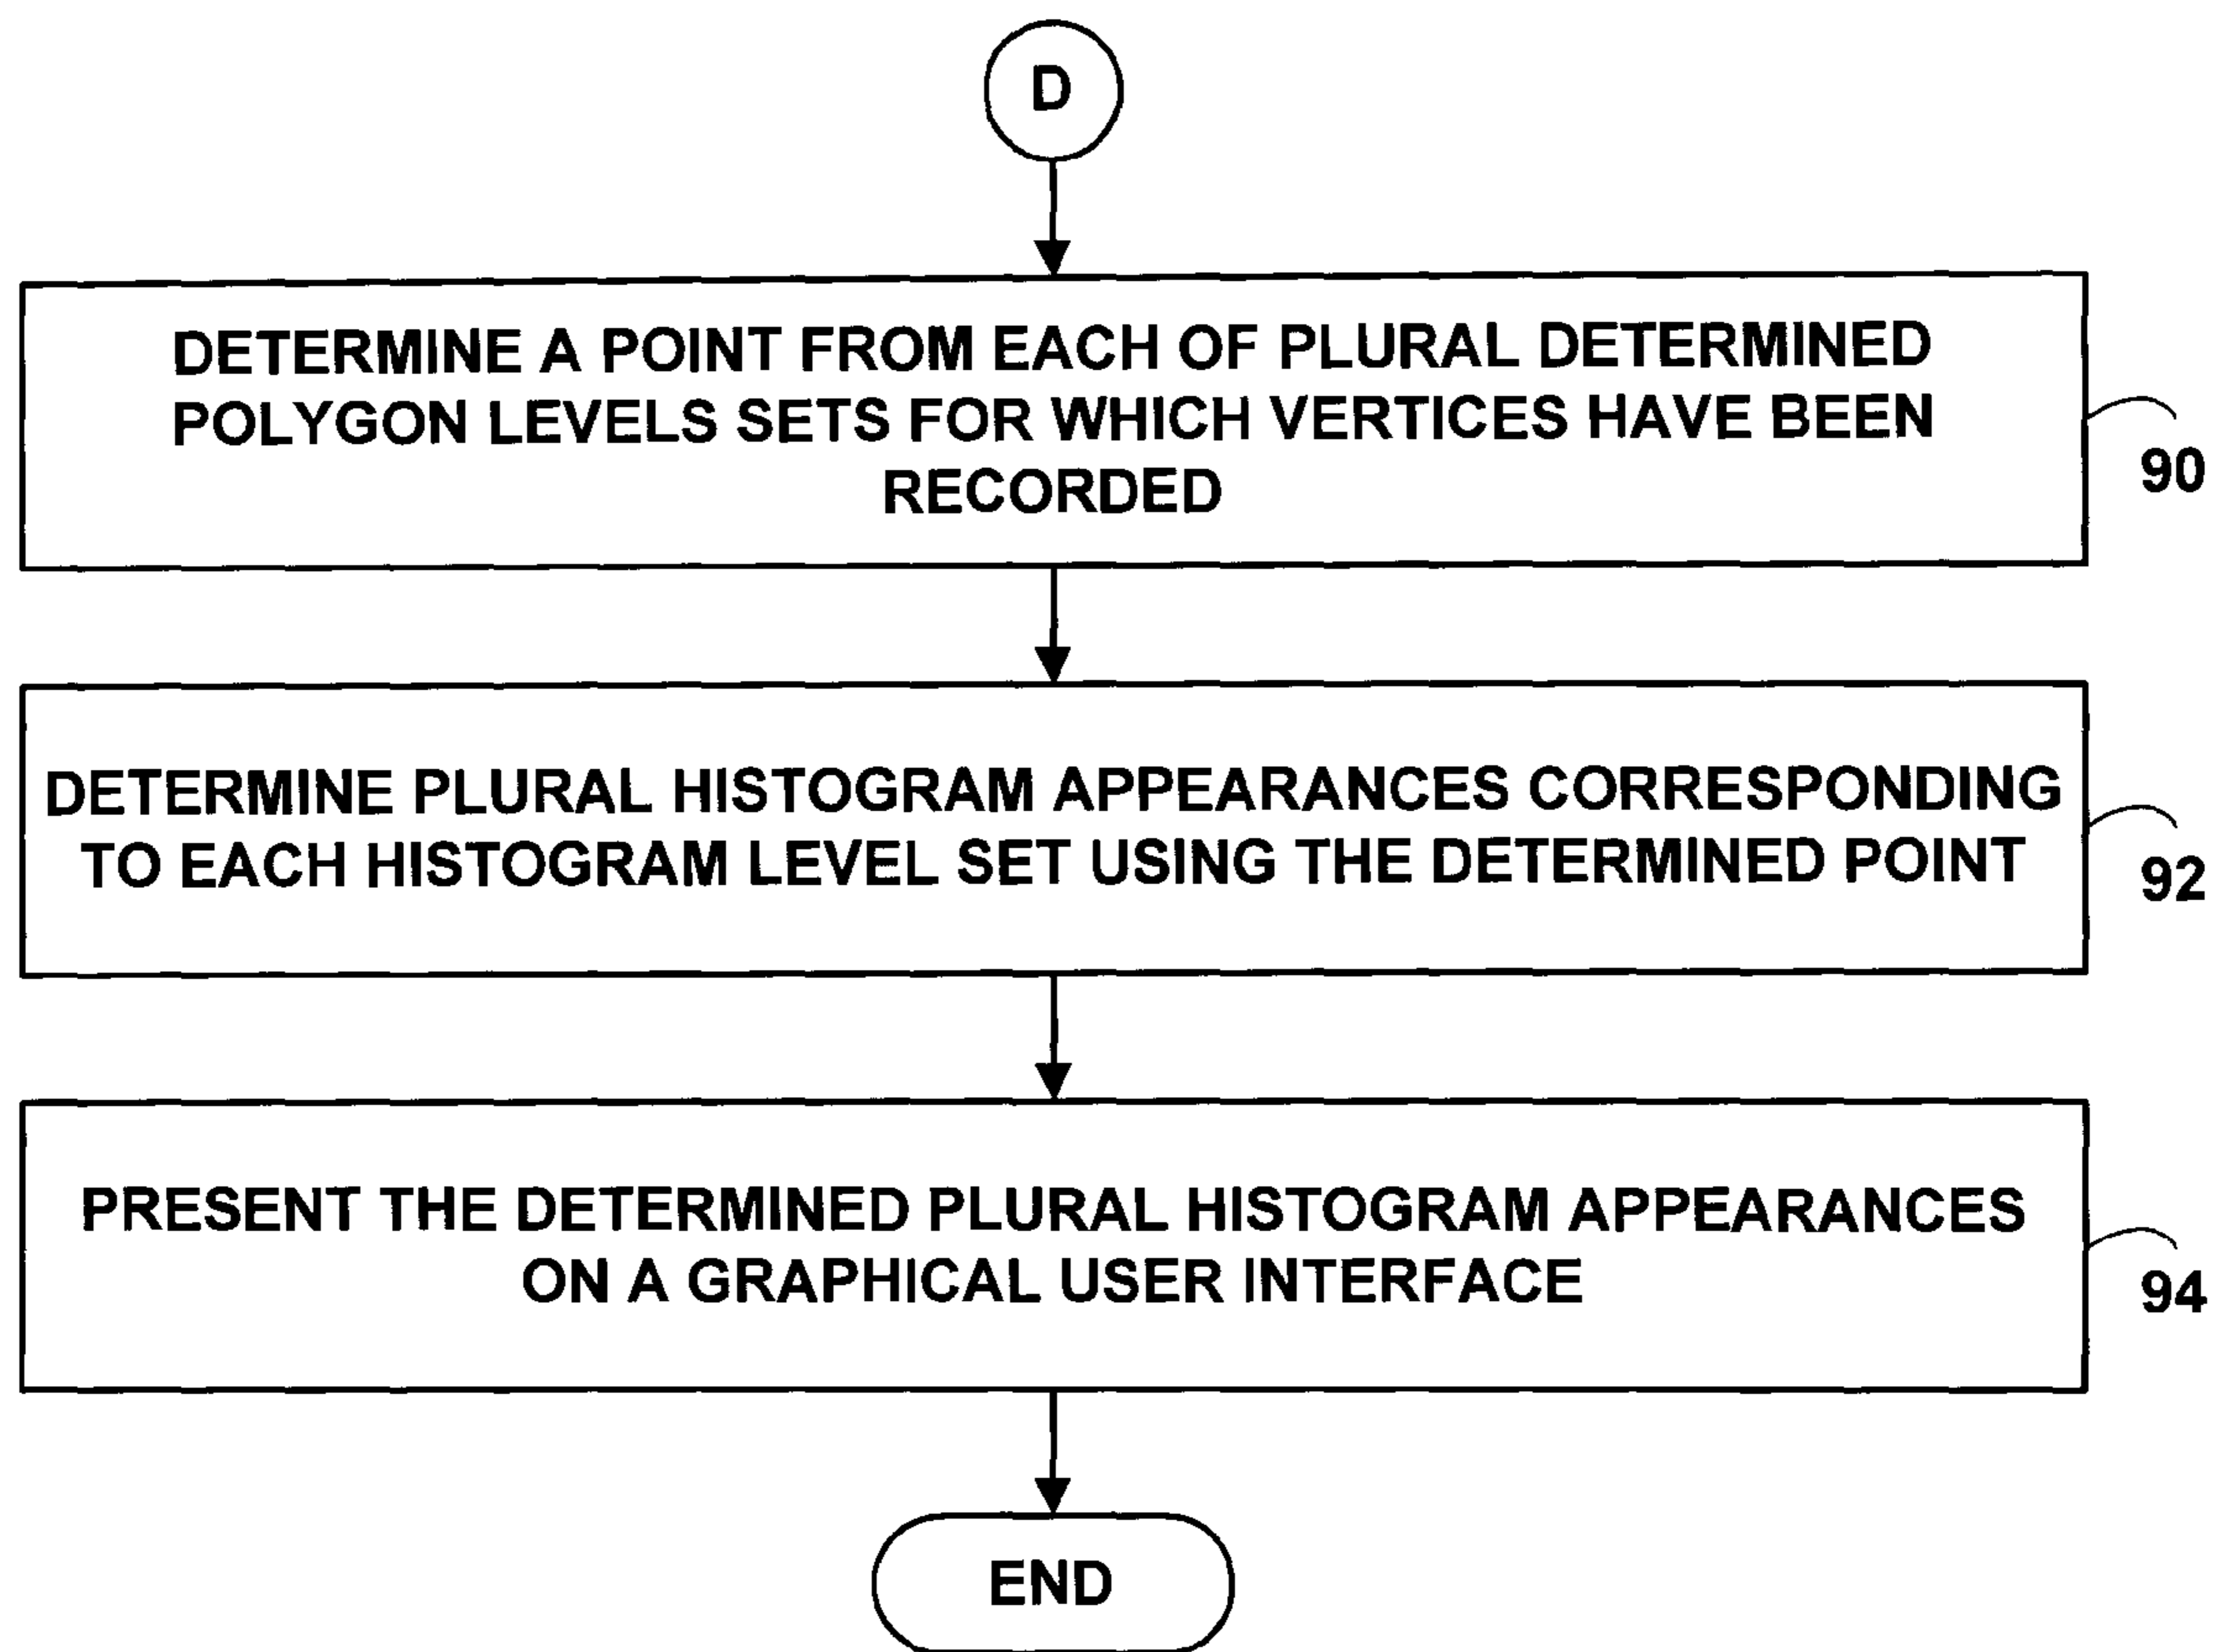 D
DETERMINE A POINT FROM EACH OF PLURAL DETERMINED
POLYGON LEVELS SETS FOR WHICH VERTICES HAVE BEEN
RECORDED
90
DETERMINE PLURAL HISTOGRAM APPEARANCES CORRESPONDING
TO EACH HISTOGRAM LEVEL SET USING THE DETERMINED POINT
92
PRESENT THE DETERMINED PLURAL HISTOGRAM APPEARANCES
ON A GRAPHICAL USER INTERFACE
94
END